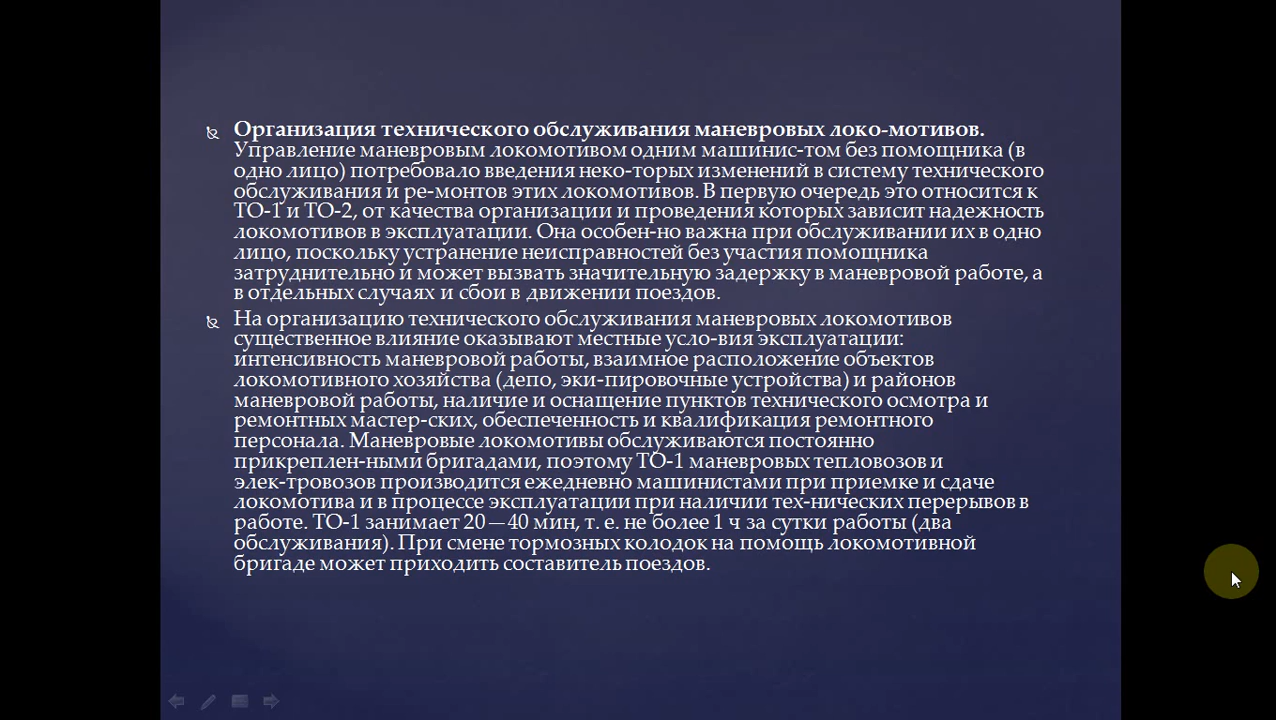 Организация технического обслуживания маневровых локо-мотивов.
Управление маневровым локомотивом одним машинис-том без помощника (в
одно лицо) потребовало введения неко-торых изменений в систему технического
обслуживания и ре-монтов этих локомотивов. В первую очередь это относится к
ТО-1 и ТО-2, от качества организации и проведения которых зависит надежность
локомотивов в эксплуатации. Она особен-но важна при обслуживании их в одно
лицо, поскольку устранение неисправностей без участия помощника
затруднительно и может вызвать значительную задержку в маневровой работе, а
в отдельных случаях и сбои в движении поездов.
На организацию технического обслуживания маневровых локомотивов
существенное влияние оказывают местные усло-вия эксплуатации:
интенсивность маневровой работы, взаимное расположение объектов
локомотивного хозяйства (депо, эки-пировочные устройства) и районов
маневровой работы, наличие и оснащение пунктов технического осмотра и
ремонтных мастер-ских, обеспеченность и квалификация ремонтного
персонала. Маневровые локомотивы обслуживаются постоянно
прикреплен-ными бригадами, поэтому ТО-1 маневровых тепловозов и
элек-тровозов производится ежедневно машинистами при приемке и сдаче
локомотива и в процессе эксплуатации при наличии тех-нических перерывов в
работе. ТО-1 занимает 20—40 мин, т. е. не более 1 ч за сутки работы (два
обслуживания). При смене тормозных колодок на помощь локомотивной
бригаде может приходить составитель поездов.